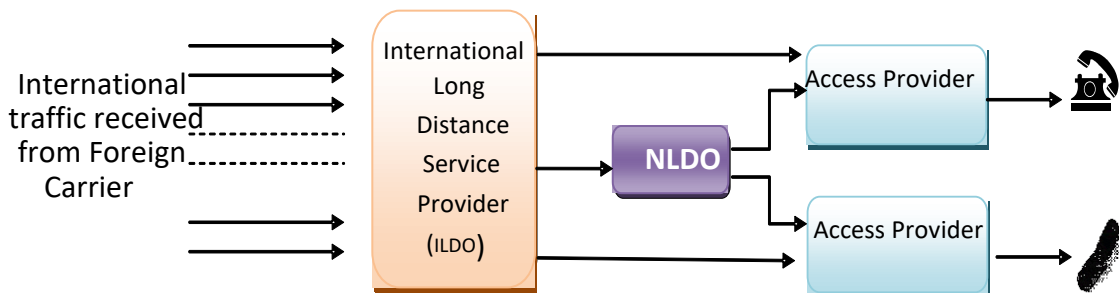 International
traffic received
from Foreign
Carrier
International
Long
Distance
Service
Provider
(ILDO)
NLDO
Access Provider
Access Provider